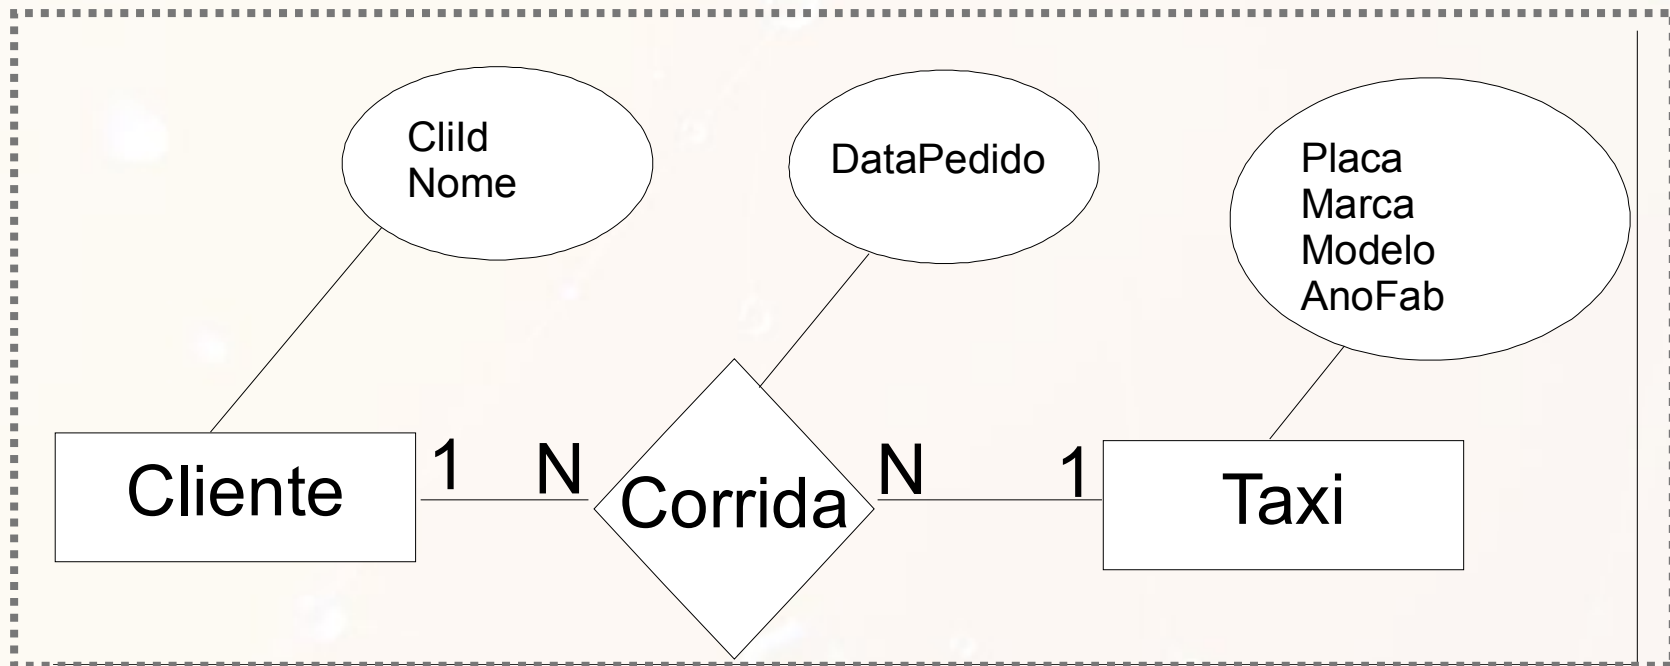 CliId
Nome
DataPedido
Placa
Marca
Modelo
AnoFab
Cliente
1
N
Corrida
N
1
Taxi